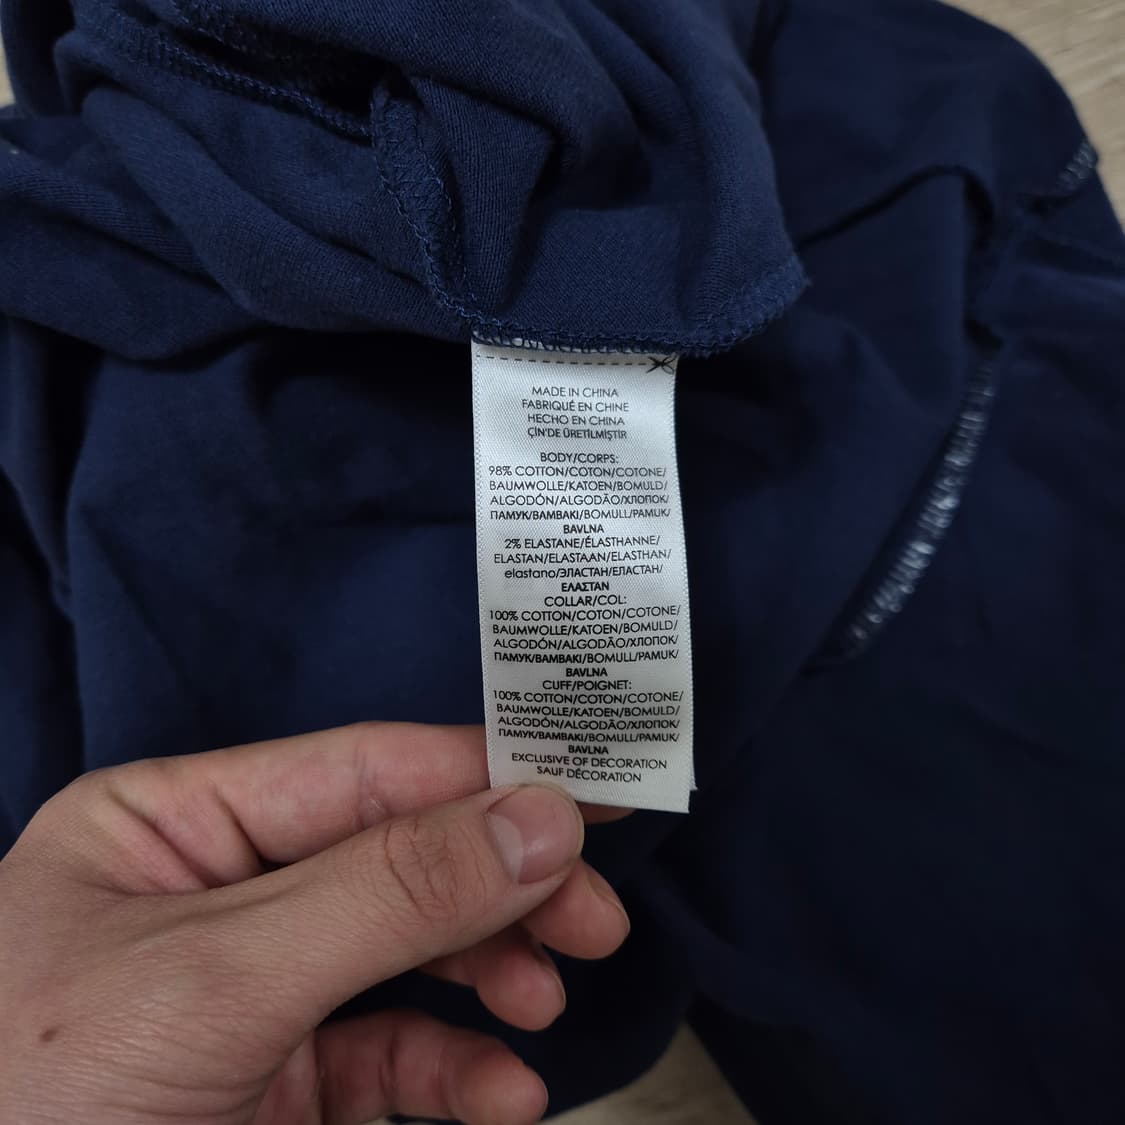 MADE IN CHINA
FABRIQUÉ EN CHINE
HECHO EN CHINA
ÇİN'DE ÜRETİLMİŞTİR
BODY/CORPS:
98% COTTON/COTON/COTONE/
BAUMWOLLE/KATOEN/BOMULD/
ALGODÓN/ALGODÃO/ХЛОПОК/
ПАМУК/ΒΑΜΒΑΚΙ/BOMULL/PAMUK/
BAVLNA
2% ELASTANE/ÉLASTHANNE/
ELASTAN/ELASTAAN/ELASTHAN/
elastano/ЭЛАСТАН/ЕЛАСТАН/
ΕΛΑΣΤΑΝ
COLLAR/COL:
100% COTTON/COTON/COTONE/
BAUMWOLLE/KATOEN/BOMULD/
ALGODÓN/ALGODÃO/ХЛОПОК/
ПАМУК/ΒΑΜΒΑΚΙ/BOMULL/PAMUK/
BAVLNA
CUFF/POIGNET:
100% COTTON/COTON/COTONE/
BAUMWOLLE/KATOEN/BOMULD/
ALGODÓN/ALGODÃO/ХЛОПОК/
ПАМУК/ΒΑΜΒΑΚΙ/BOMULL/PAMUK/
BAVLNA
EXCLUSIVE OF DECORATION
SAUF DÉCORATION